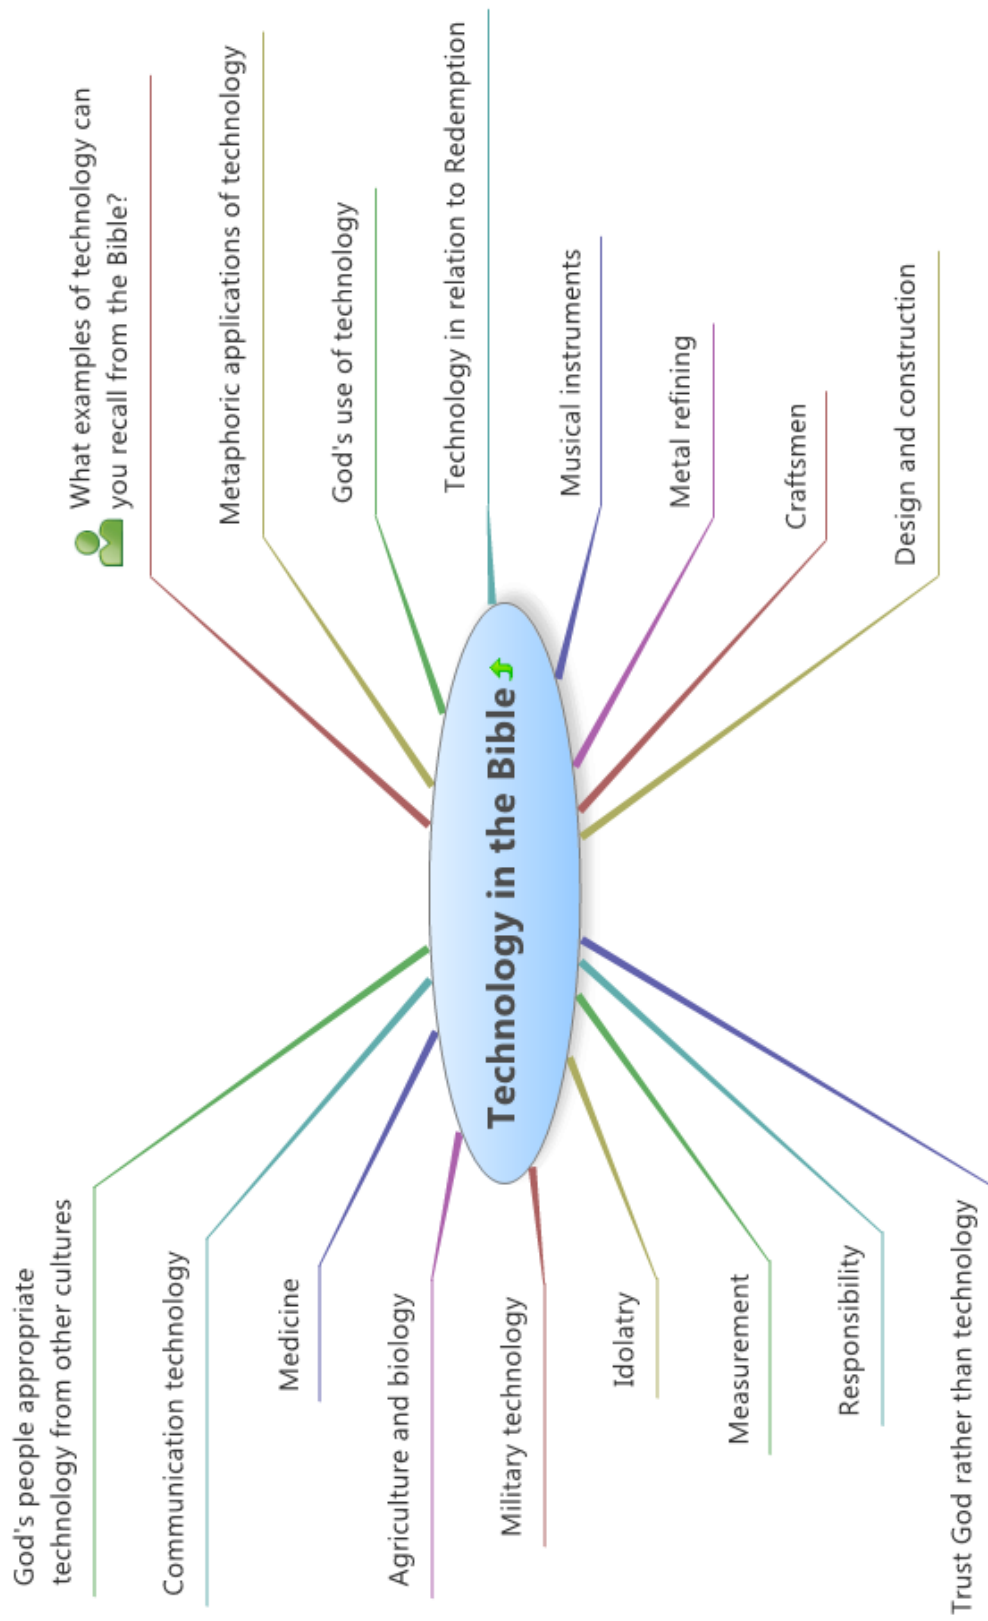 Technology in the Bible
What examples of technology can
you recall from the Bible?
Metaphoric applications of technology
God's use of technology
Technology in relation to Redemption
Musical instruments
Metal refining
Craftsmen
Design and construction
God's people appropriate
technology from other cultures
Communication technology
Medicine
Agriculture and biology
Military technology
Idolatry
Measurement
Responsibility
Trust God rather than technology